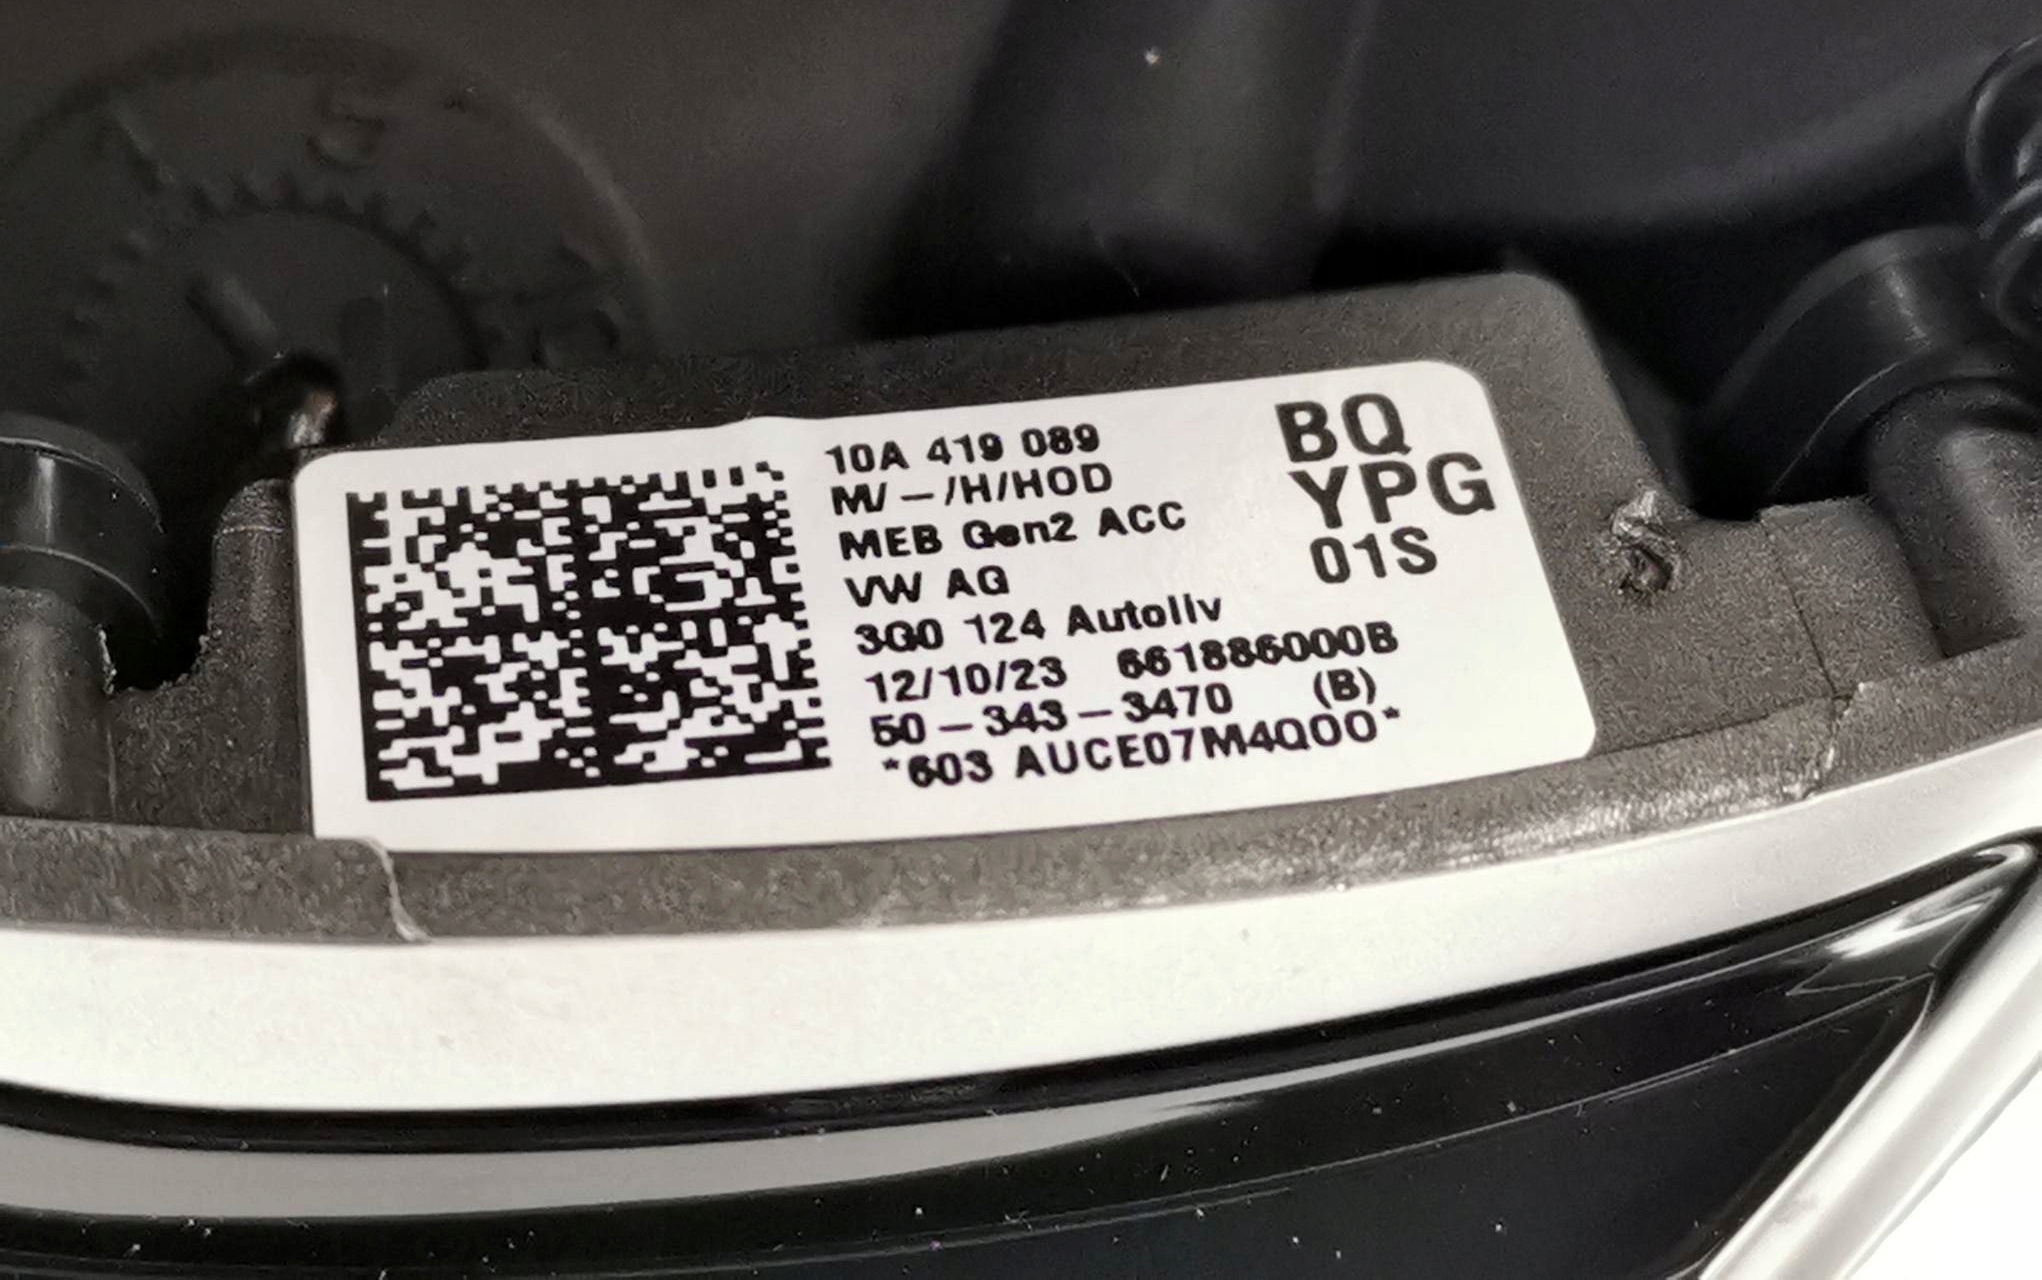 10A 419 089
M/-/H/HOD
MEB Gen2 ACC
VW AG
3G0 124 Autoliv
12/10/23 661886000B
50-343-3470 (B)
*603 AUCE07M4Q00*
BQ
YPG
01S